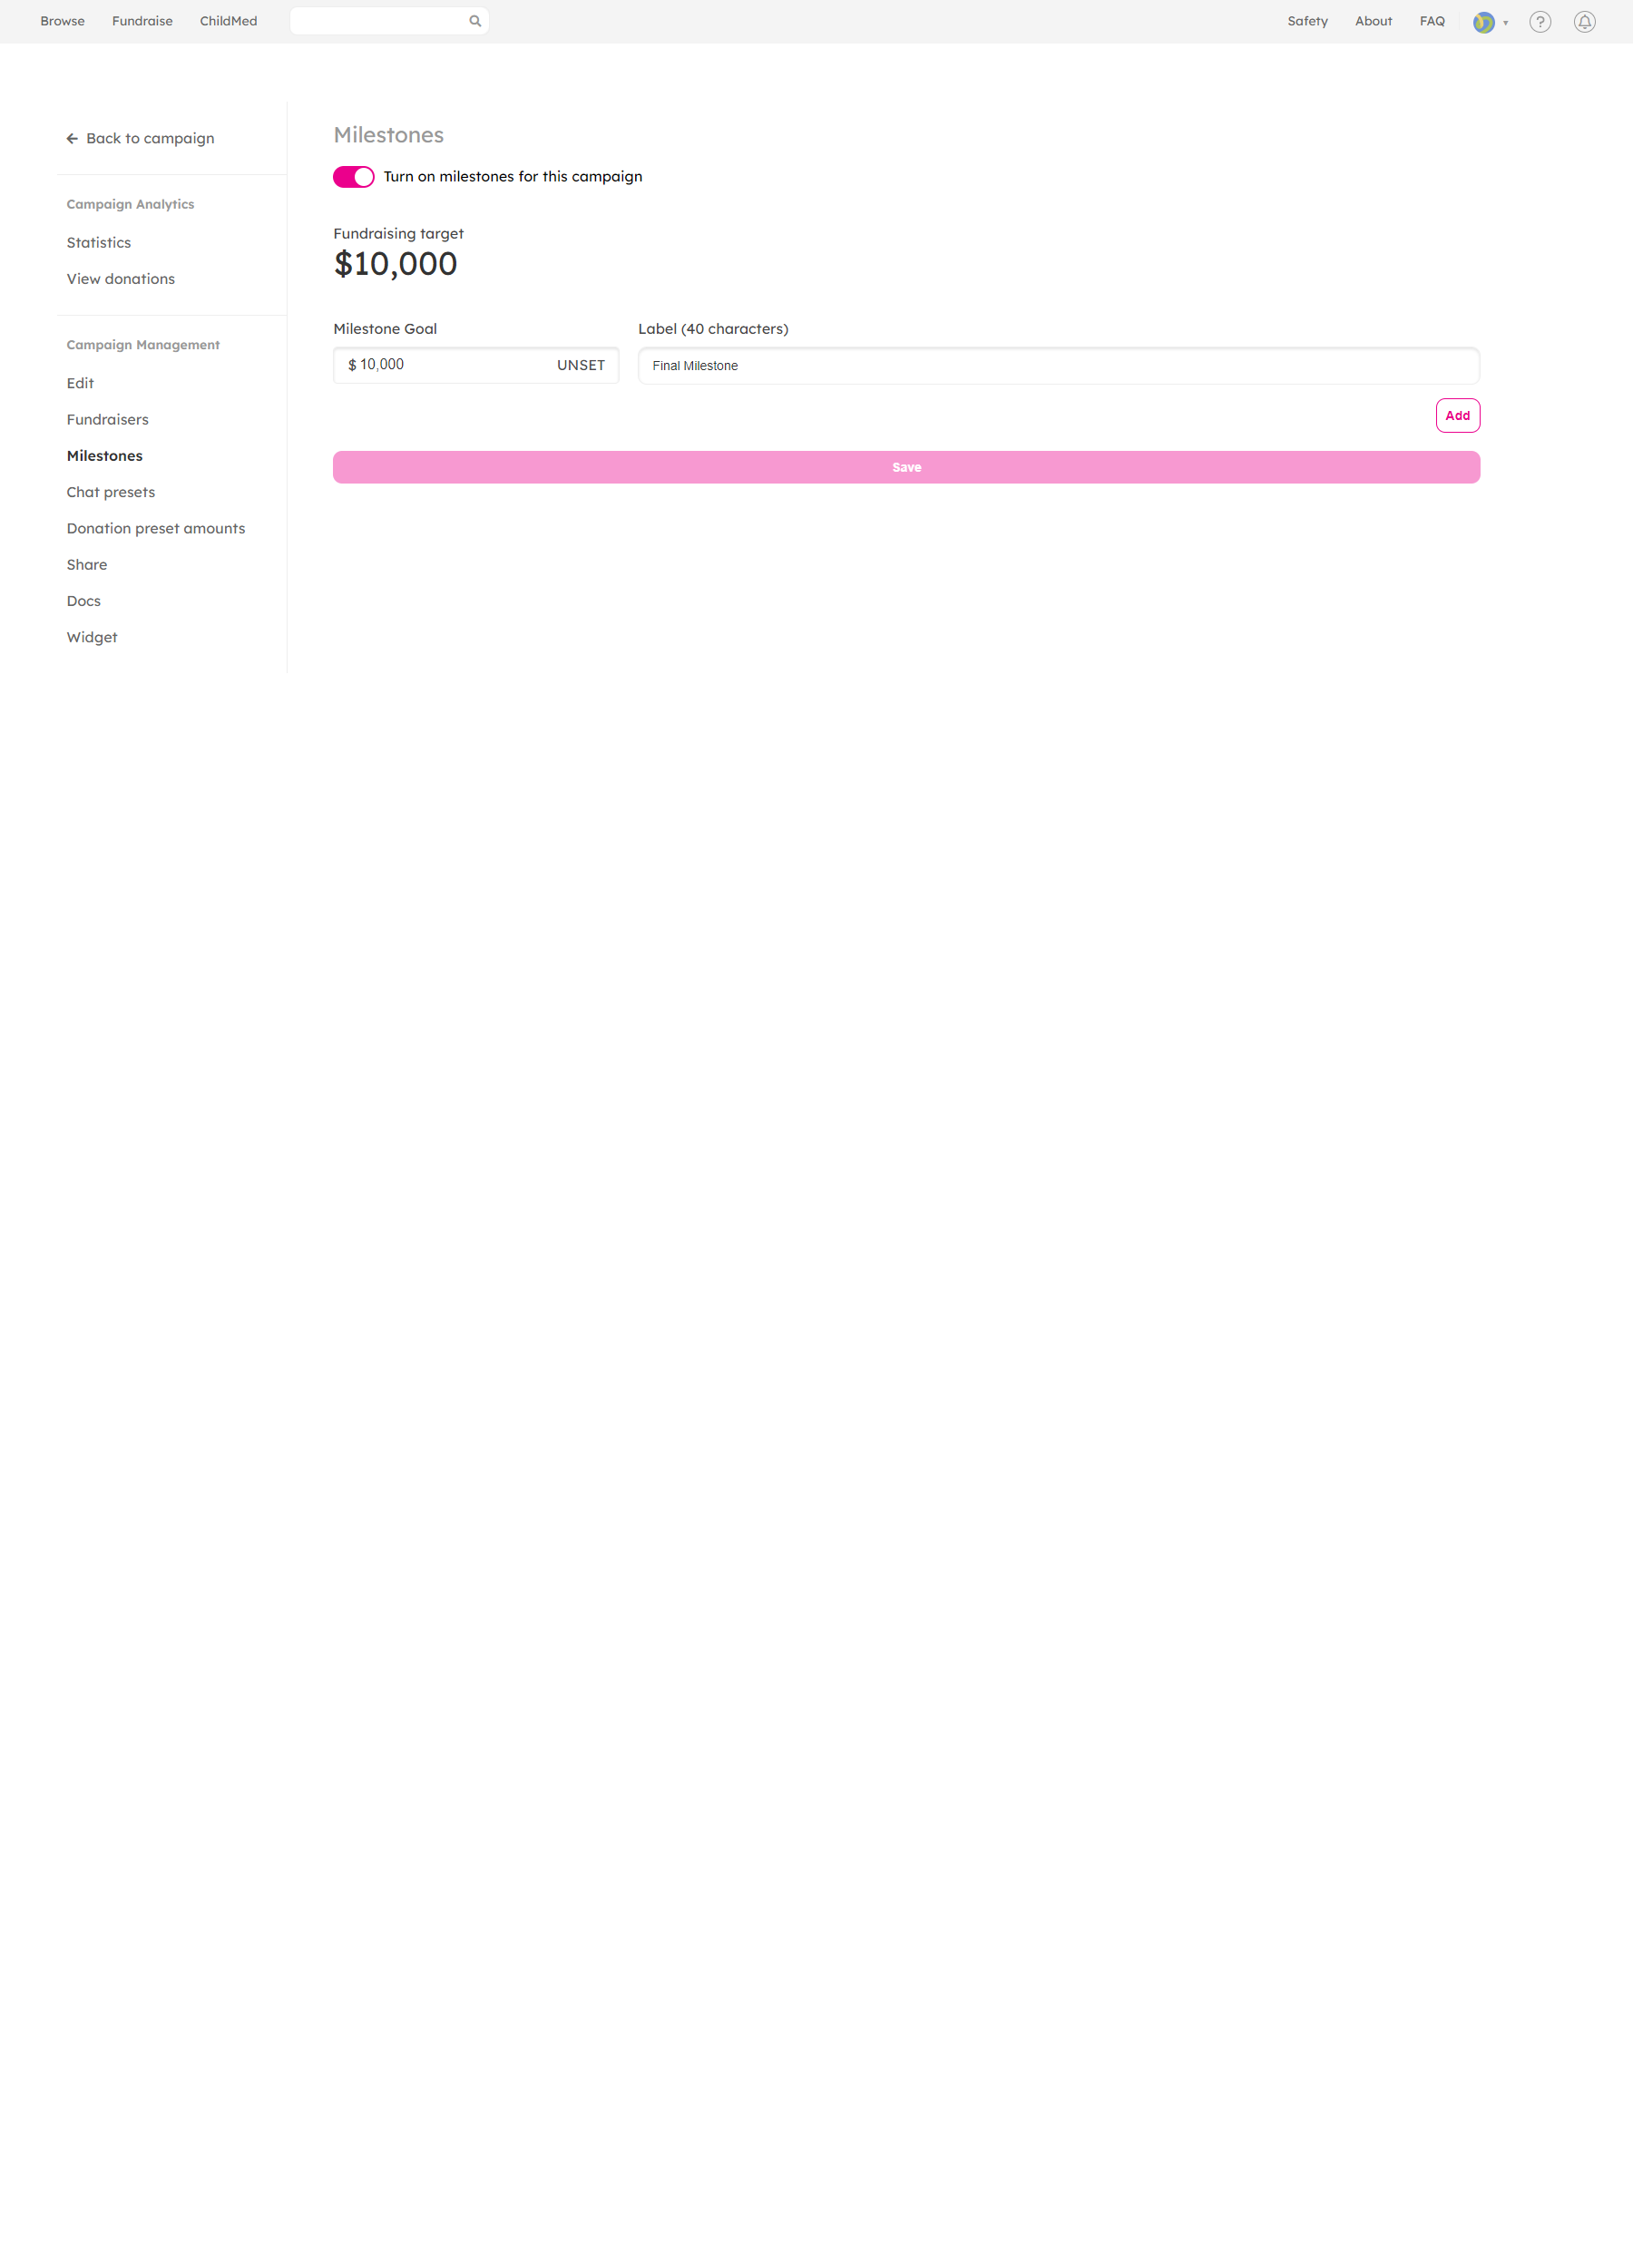 Browse Fundraise ChildMed Safety About FAQ
Back to campaign
Campaign Analytics
Statistics
View donations
Campaign Management
Edit
Fundraisers
Milestones
Chat presets
Donation preset amounts
Share
Docs
Widget
Milestones
Turn on milestones for this campaign
Fundraising target
$10,000
Milestone Goal Label (40 characters)
$ 10,000 UNSET Final Milestone
Add
Save